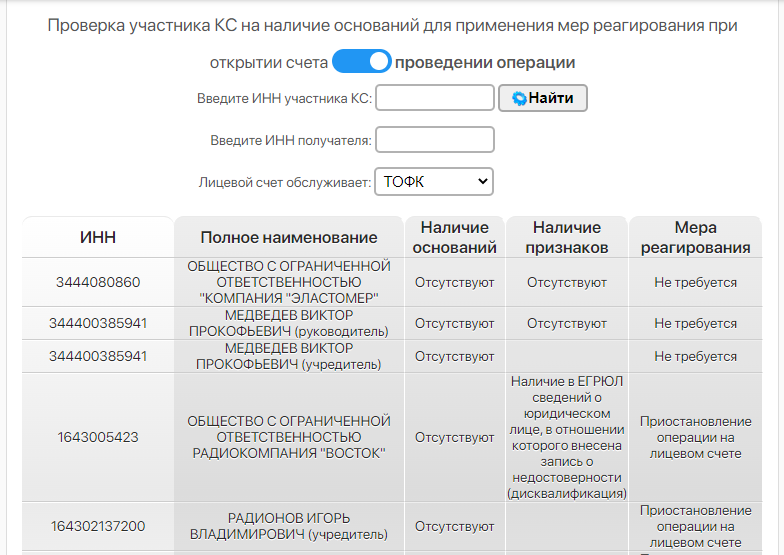 Проверка участника КС на наличие оснований для применения мер реагирования при
открытии счета проведении операции
Введите ИНН участника КС: Найти
Введите ИНН получателя:
Лицевой счет обслуживает: ТОФК
ИНН
Полное наименование
Наличие
оснований
Наличие
признаков
Мера
реагирования
3444080860
ОБЩЕСТВО С ОГРАНИЧЕННОЙ
ОТВЕТСТВЕННОСТЬЮ
"КОМПАНИЯ "ЭЛАСТОМЕР"
Отсутствуют
Отсутствуют
Не требуется
344400385941
МЕДВЕДЕВ ВИКТОР
ПРОКОФЬЕВИЧ (руководитель)
Отсутствуют
Отсутствуют
Не требуется
344400385941
МЕДВЕДЕВ ВИКТОР
ПРОКОФЬЕВИЧ (учредитель)
Отсутствуют
Не требуется
1643005423
ОБЩЕСТВО С ОГРАНИЧЕННОЙ
ОТВЕТСТВЕННОСТЬЮ
РАДИОКОМПАНИЯ "ВОСТОК"
Отсутствуют
Наличие в ЕГРЮЛ
сведений о
юридическом
лице, в отношении
которого внесена
запись о
недостоверности
(дисквалификация)
Приостановление
операции на
лицевом счете
164302137200
РАДИОНОВ ИГОРЬ
ВЛАДИМИРОВИЧ (учредитель)
Отсутствуют
Приостановление
операции на
лицевом счете